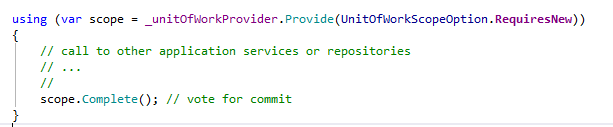 using (var scope = _unitOfWorkProvider.Provide(UnitOfWorkScopeOption.RequiresNew))
{
    // call to other application services or repositories
    // ...
    //
    scope.Complete(); // vote for commit
}